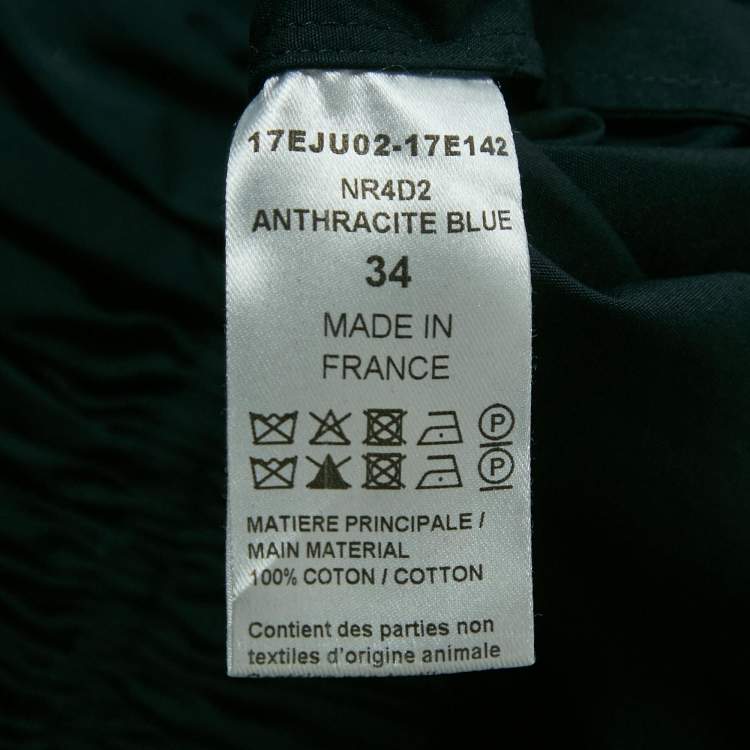 17EJU02-17E142
NR4D2
ANTHRACITE BLUE
34
MADE IN
FRANCE
P
P
MATIERE PRINCIPALE /
MAIN MATERIAL
100% COTON / COTTON
Contient des parties non
textiles d'origine animale